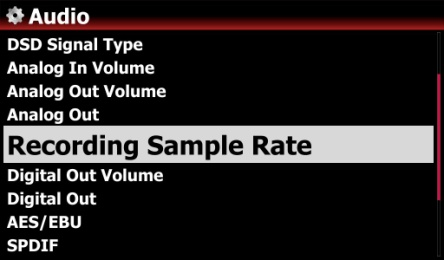 Audio
DSD Signal Type
Analog In Volume
Analog Out Volume
Analog Out
Recording Sample Rate
Digital Out Volume
Digital Out
AES/EBU
SPDIF